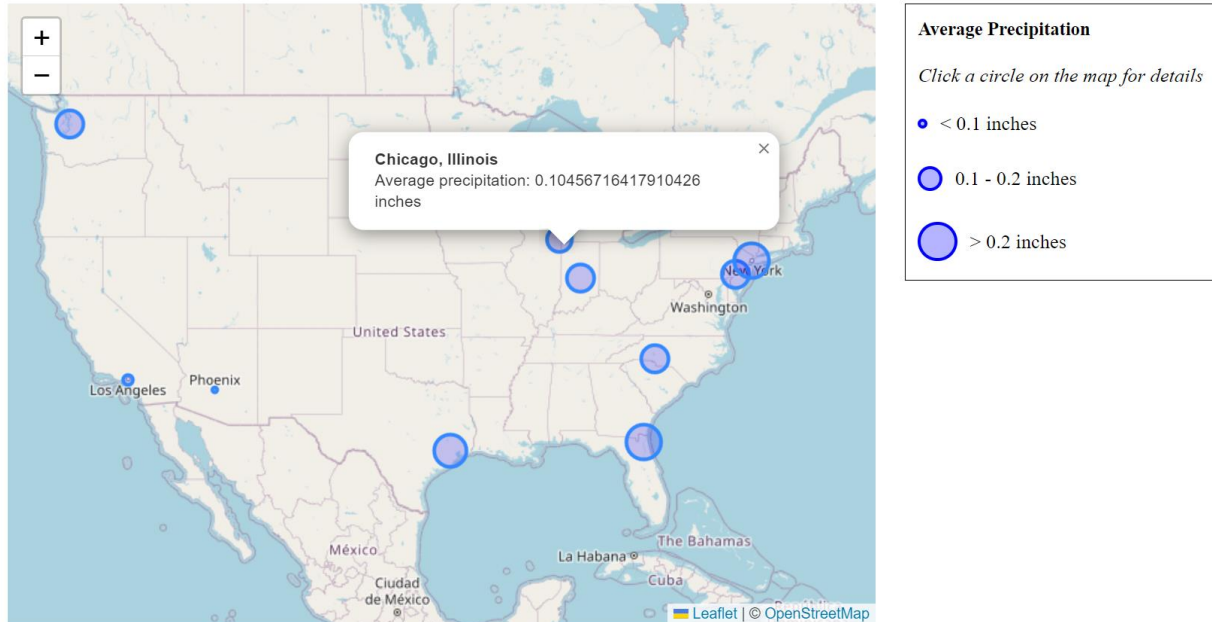 +
−
Chicago, Illinois
Average precipitation: 0.10456716417910426
inches
×
New York
Washington
United States
Los Angeles
Phoenix
México
Ciudad
de México
La Habana
The Bahamas
Cuba
Leaflet | © OpenStreetMap
Average Precipitation
Click a circle on the map for details
< 0.1 inches
0.1 - 0.2 inches
> 0.2 inches